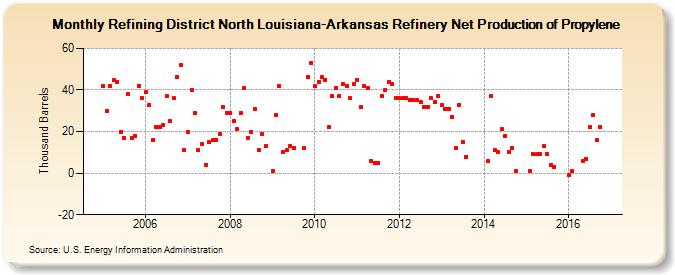 Monthly Refining District North Louisiana-Arkansas Refinery Net Production of Propylene
Thousand Barrels
60
40
20
0
-20
2006 2008 2010 2012 2014 2016
Source: U.S. Energy Information Administration